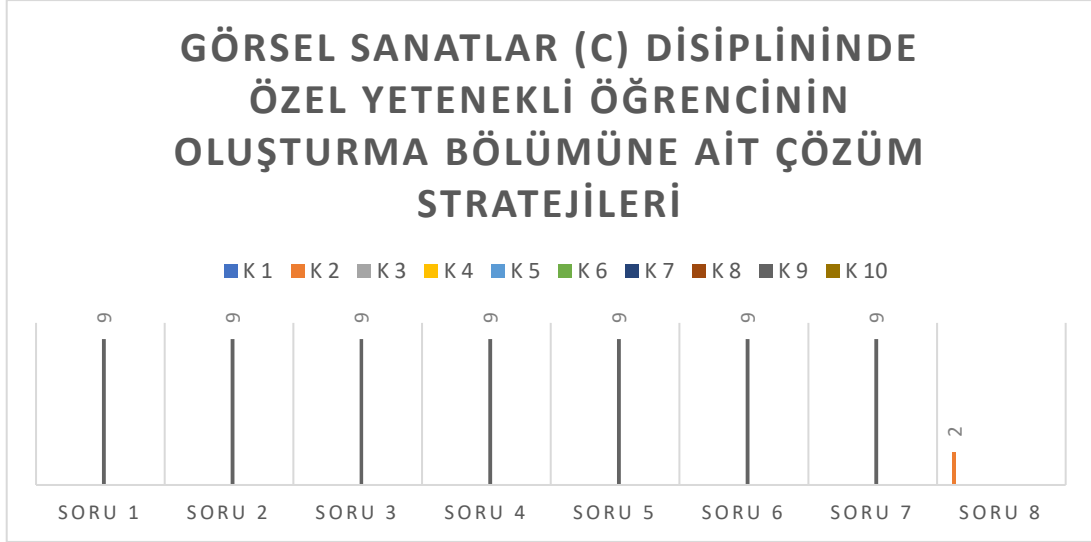 GÖRSEL SANATLAR (C) DİSİPLİNİNDE
ÖZEL YETENEKLİ ÖĞRENCİNİN
OLUŞTURMA BÖLÜMÜNE AİT ÇÖZÜM
STRATEJİLERİ
K 1 K 2 K 3 K 4 K 5 K 6 K 7 K 8 K 9 K 10
9 9 9 9 9 9 9
2
SORU 1 SORU 2 SORU 3 SORU 4 SORU 5 SORU 6 SORU 7 SORU 8